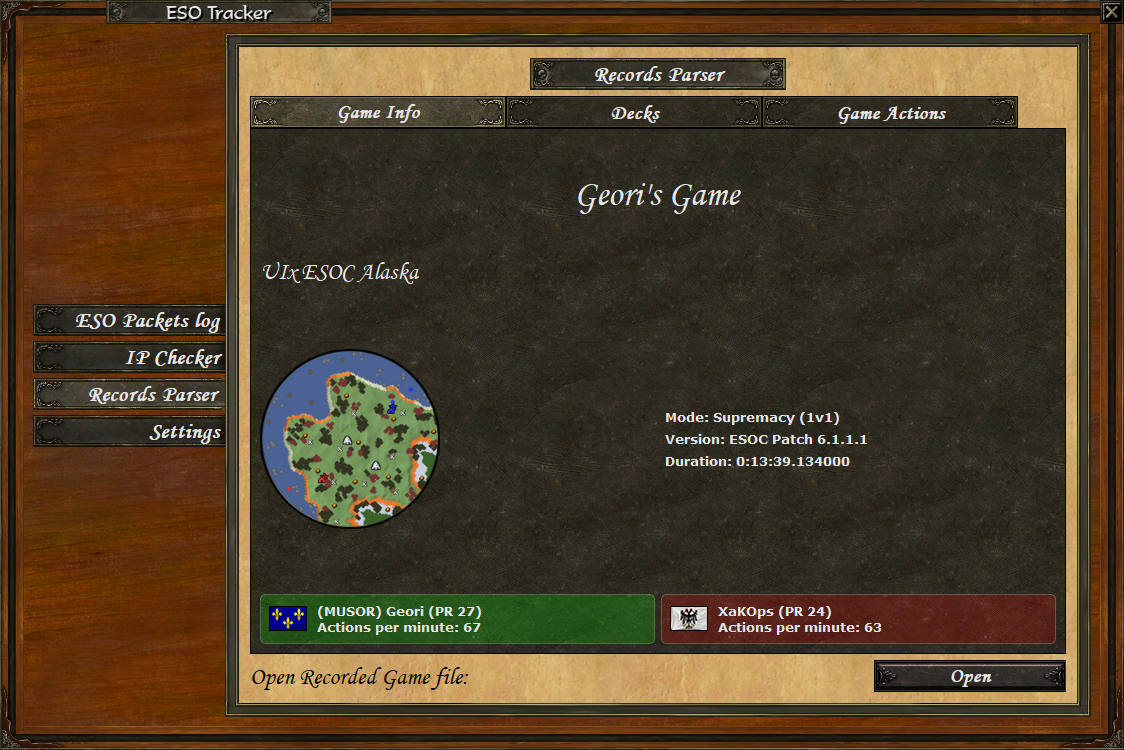 ESO Tracker
Records Parser
Game Info
Decks
Game Actions
Geori's Game
UIxESOC Alaska
ESO Packets log
IP Checker
Records Parser
Settings
Mode: Supremacy (1v1)
Version: ESOC Patch 6.1.1.1
Duration: 0:13:39.134000
(MUSOR) Geori (PR 27)
Actions per minute: 67
XaKOps (PR 24)
Actions per minute: 63
Open Recorded Game file:
Open